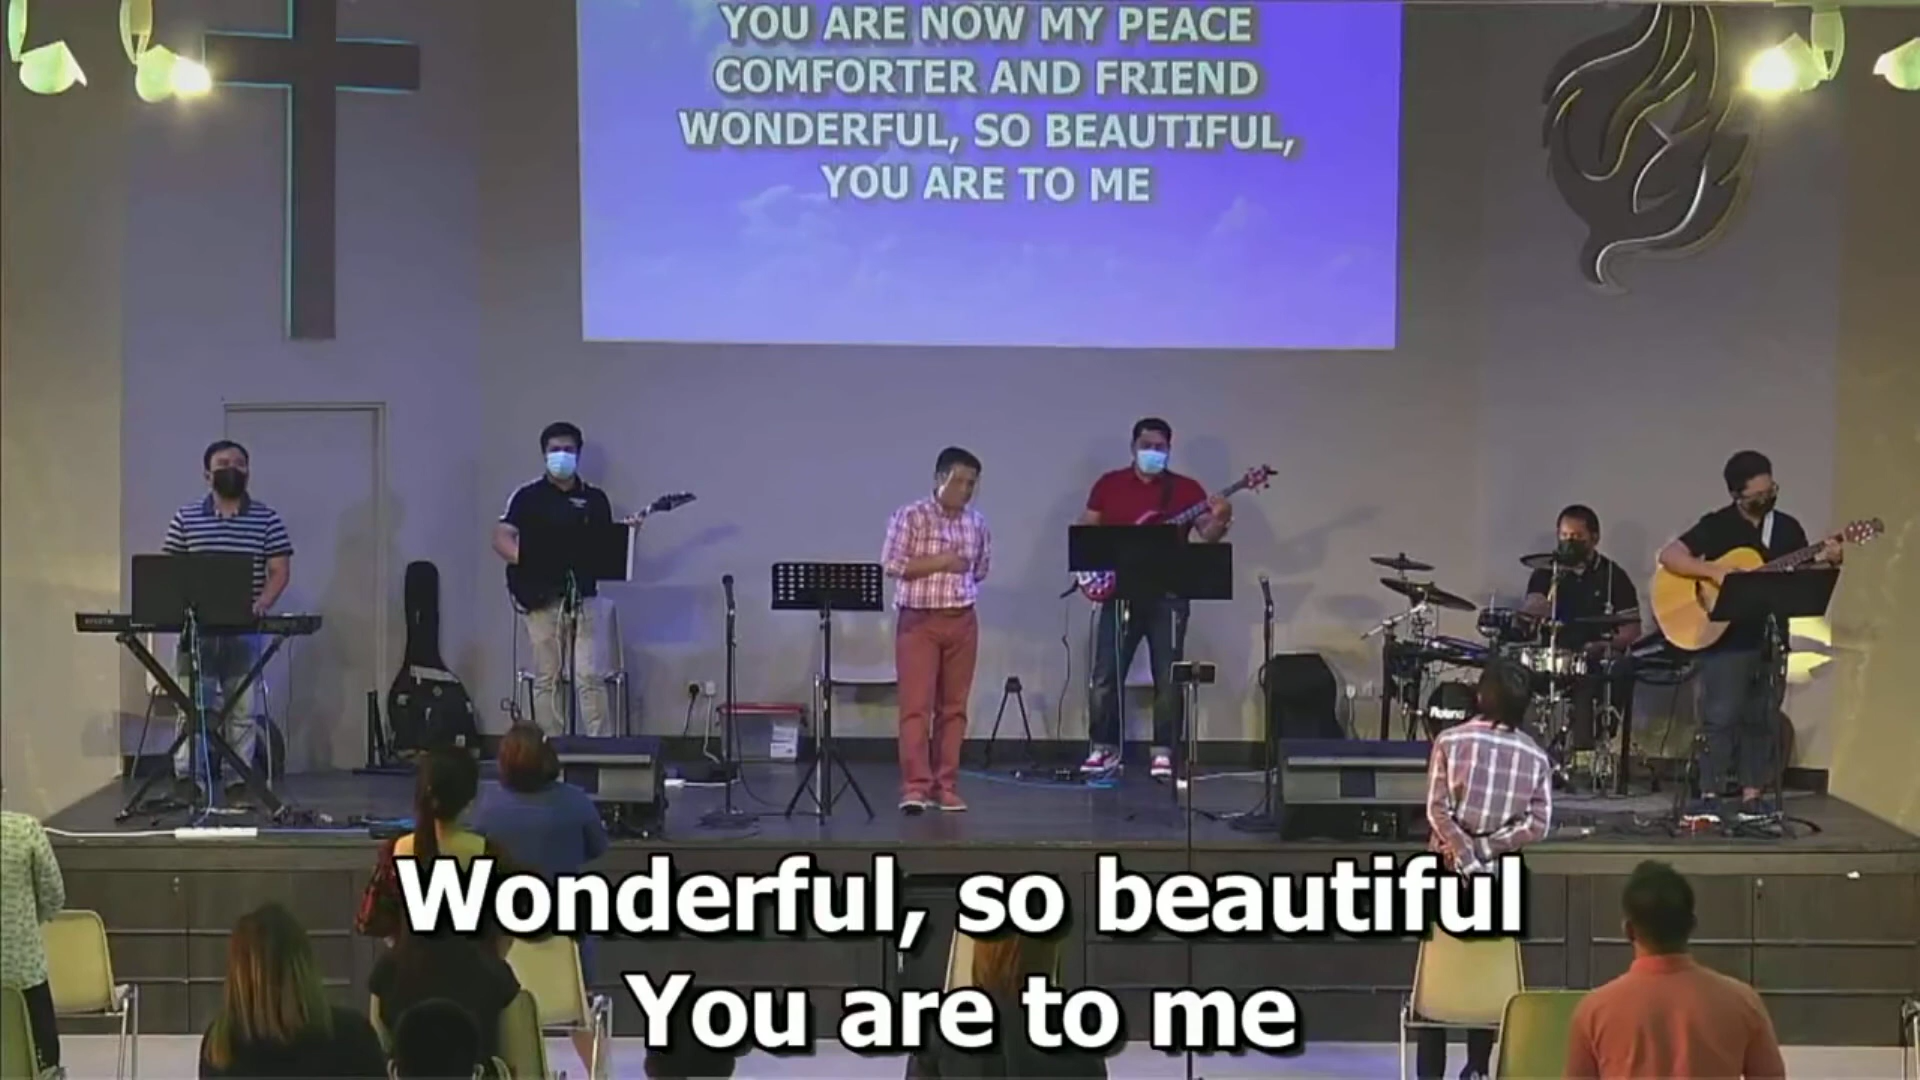 YOU ARE NOW MY PEACE
COMFORTER AND FRIEND
WONDERFUL, SO BEAUTIFUL,
YOU ARE TO ME
Roland
Wonderful, so beautiful
You are to me